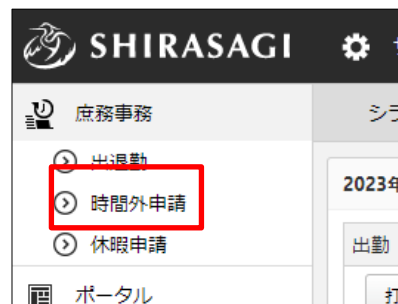 SHIRASAGI
庶務事務
出退勤
時間外申請
休暇申請
ポータル
シラ
2023年
出勤
打